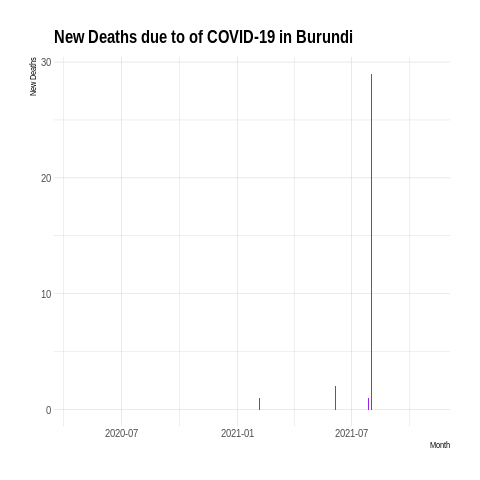 New Deaths due to of COVID-19 in Burundi
New Deaths
30
20
10
0
2020-07
2021-01
2021-07
Month